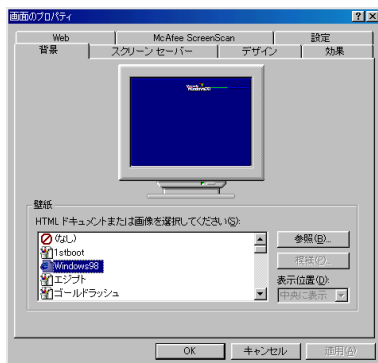 画面のプロパティ
Web McAfee ScreenScan 設定
背景 スクリーン セーバー デザイン 効果
壁紙
HTML ドキュメントまたは画像を選択してください(S):
(なし)
1stboot
Windows98
エジプト
ゴールドラッシュ
参照(B)...
模様(P)...
表示位置(D):
中央に表示
OK キャンセル 適用(A)